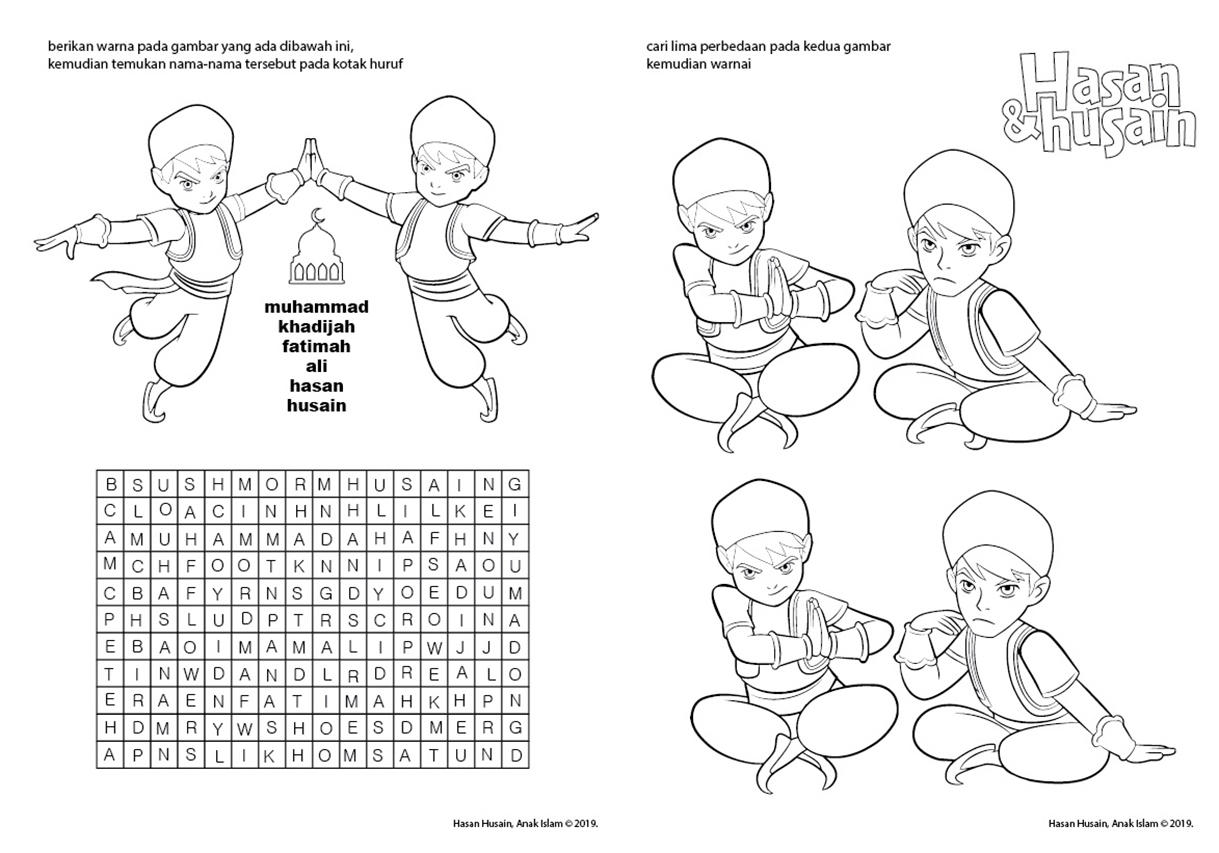 berikan warna pada gambar yang ada dibawah ini,
kemudian temukan nama-nama tersebut pada kotak huruf
muhammad
khadijah
fatimah
ali
hasan
husain
B S U S H M O R M H U S A I N G
C L O A C I N H N H L I L K E I
A M U H A M M A D A H A F H N Y
M C H F O O T K N N I P S A O U
C B A F Y R N S G D Y O E D U M
P H S L U D P T R S C R O I N A
E B A O I M A M A L I P W J J D
T I N W D A N D L R D R E A L O
E R A E N F A T I M A H K H P N
H D M R Y W S H O E S D M E R G
A P N S L I K H O M S A T U N D
Hasan Husain, Anak Islam © 2019.
cari lima perbedaan pada kedua gambar
kemudian warnai
Hasan
&husain
Hasan Husain, Anak Islam © 2019.